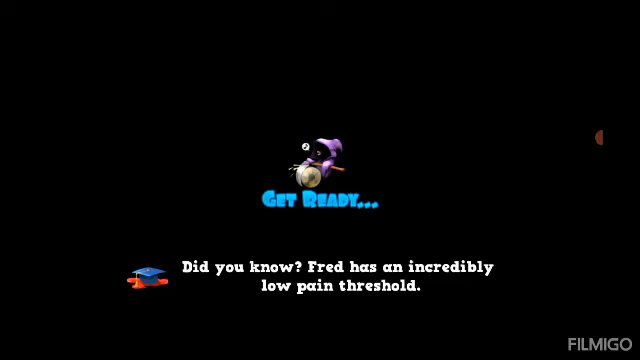 Get Ready...
Did you know? Fred has an incredibly
low pain threshold.
FILMIGO